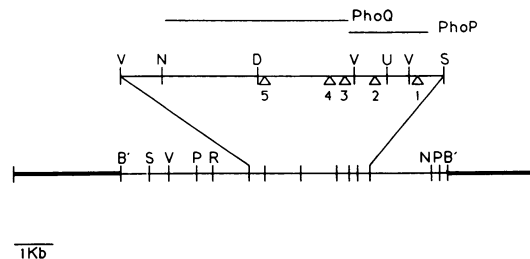 PhoQ
PhoP
V N D V U V S
5 4 3 2 1
B' S V P R N P B'
1Kb